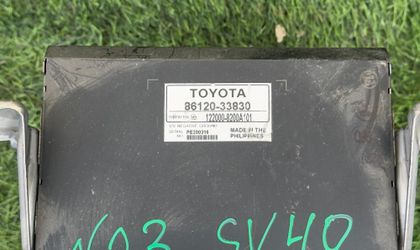 TOYOTA
86120-33830
122000-8200A101
MADE IN THE
PHILIPPINES
N03 SV40